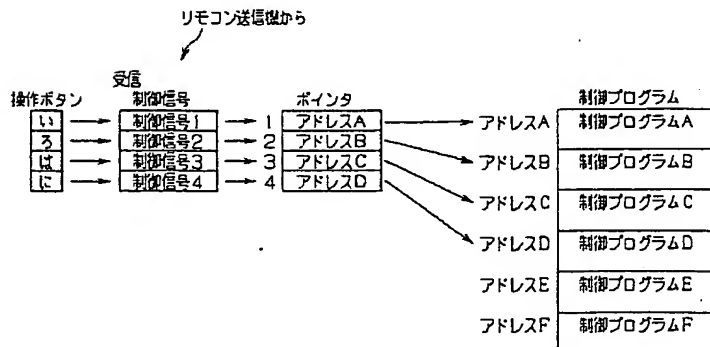 リモコン送信機から
受信
操作ボタン 制御信号 ポインタ 制御プログラム
い 制御信号1 1 アドレスA アドレスA 制御プログラムA
ろ 制御信号2 2 アドレスB アドレスB 制御プログラムB
は 制御信号3 3 アドレスC アドレスC 制御プログラムC
に 制御信号4 4 アドレスD アドレスD 制御プログラムD
アドレスE 制御プログラムE
アドレスF 制御プログラムF